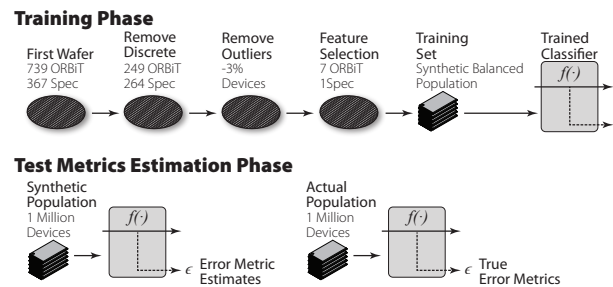 Training Phase
First Wafer
739 ORBiT
367 Spec
Remove
Discrete
249 ORBiT
264 Spec
Remove
Outliers
-3%
Devices
Feature
Selection
7 ORBiT
1Spec
Training
Set
Synthetic Balanced
Population
Trained
Classifier
f(·)
Test Metrics Estimation Phase
Synthetic
Population
1 Million
Devices
f(·)
ϵ Error Metric
Estimates
Actual
Population
1 Million
Devices
f(·)
ϵ True
Error Metrics